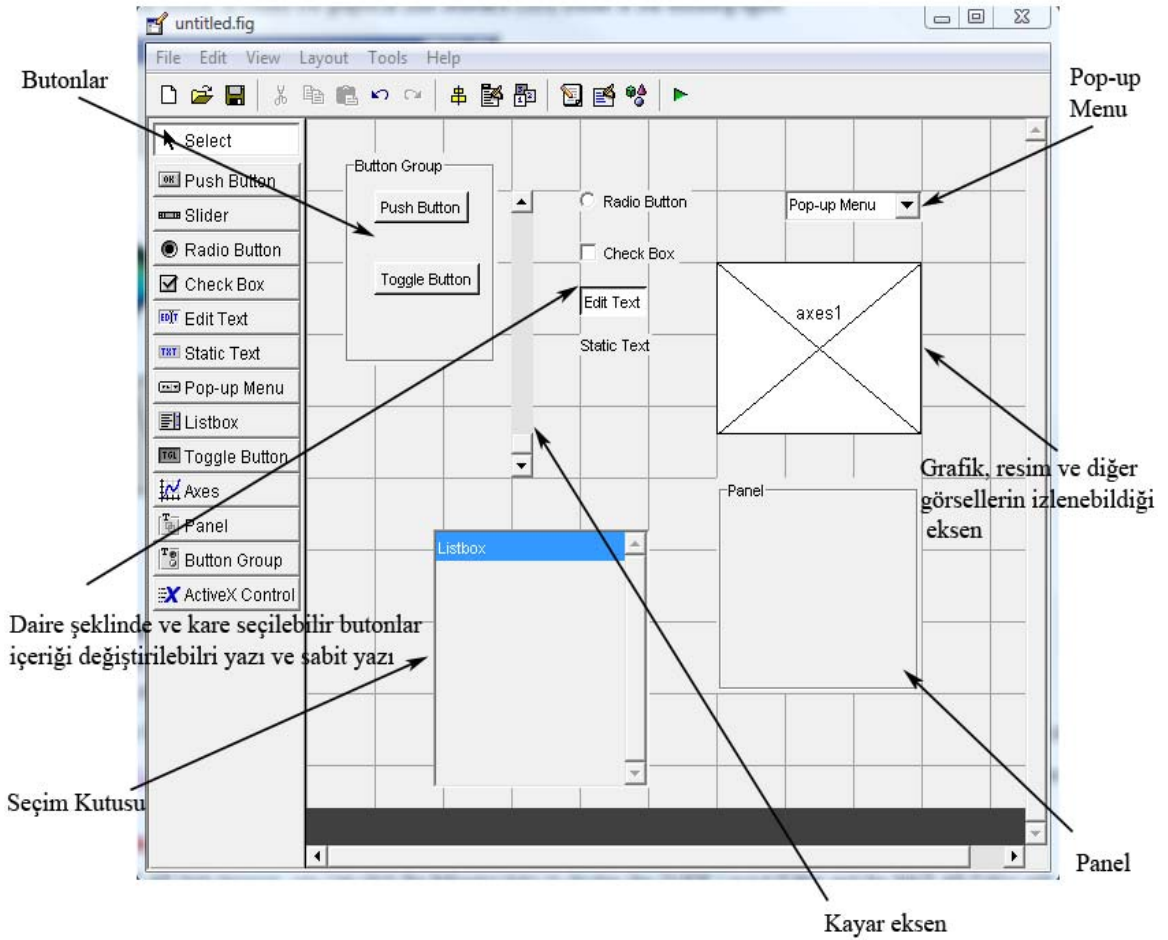 untitled.fig
File Edit View Layout Tools Help
Butonlar
Pop-up
Menu
Select
Push Button
Slider
Radio Button
Check Box
Edit Text
Static Text
Pop-up Menu
Listbox
Toggle Button
Axes
Panel
Button Group
ActiveX Control
Button Group
Push Button
Toggle Button
Radio Button
Check Box
Edit Text
Static Text
Pop-up Menu
axes1
Grafik, resim ve diğer
görsellerin izlenebildiği
eksen
Panel
Listbox
Daire şeklinde ve kare seçilebilir butonlar
içeriği değiştirilebilri yazı ve sabit yazı
Seçim Kutusu
Panel
Kayar eksen